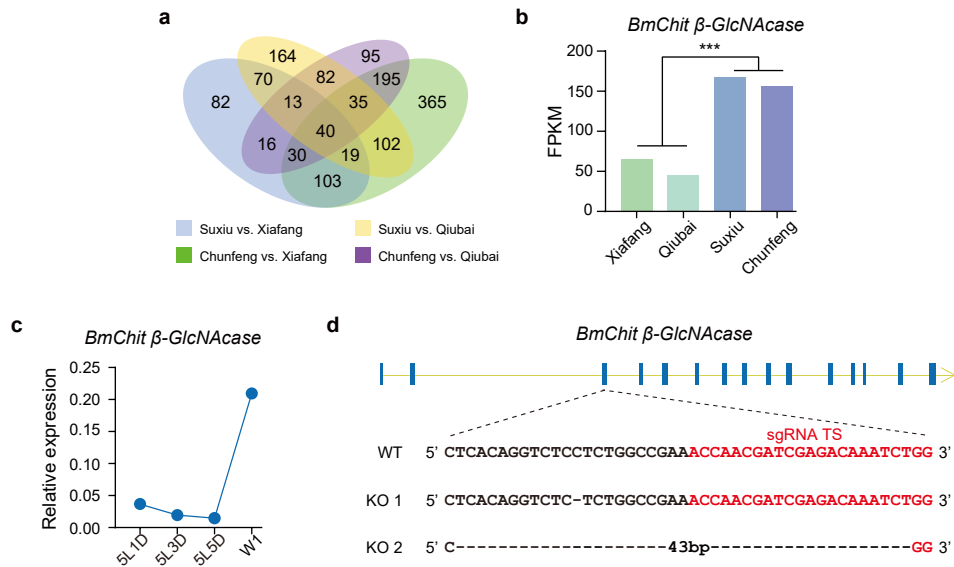 a
164
95
70
82
195
82
13
35
365
40
16
30
19
102
103
Suxiu vs. Xiafang
Suxiu vs. Qiubai
Chunfeng vs. Xiafang
Chunfeng vs. Qiubai
b
BmChit β-GlcNAcase
200
***
150
100
50
0
FPKM
Xiafang
Qiubai
Suxiu
Chunfeng
c
BmChit β-GlcNAcase
0.25
0.20
0.15
0.10
0.05
0.00
Relative expression
5L1D
5L3D
5L5D
W1
d
BmChit β-GlcNAcase
sgRNA TS
WT 5’ CTCACAGGTCTCCTCTGGCCGAAACCAACGATCGAGACAAATCTGG 3’
KO 1 5’ CTCACAGGTCTC-TCTGGCCGAAACCAACGATCGAGACAAATCTGG 3’
KO 2 5’ C--------------------43bp-------------------GG 3’